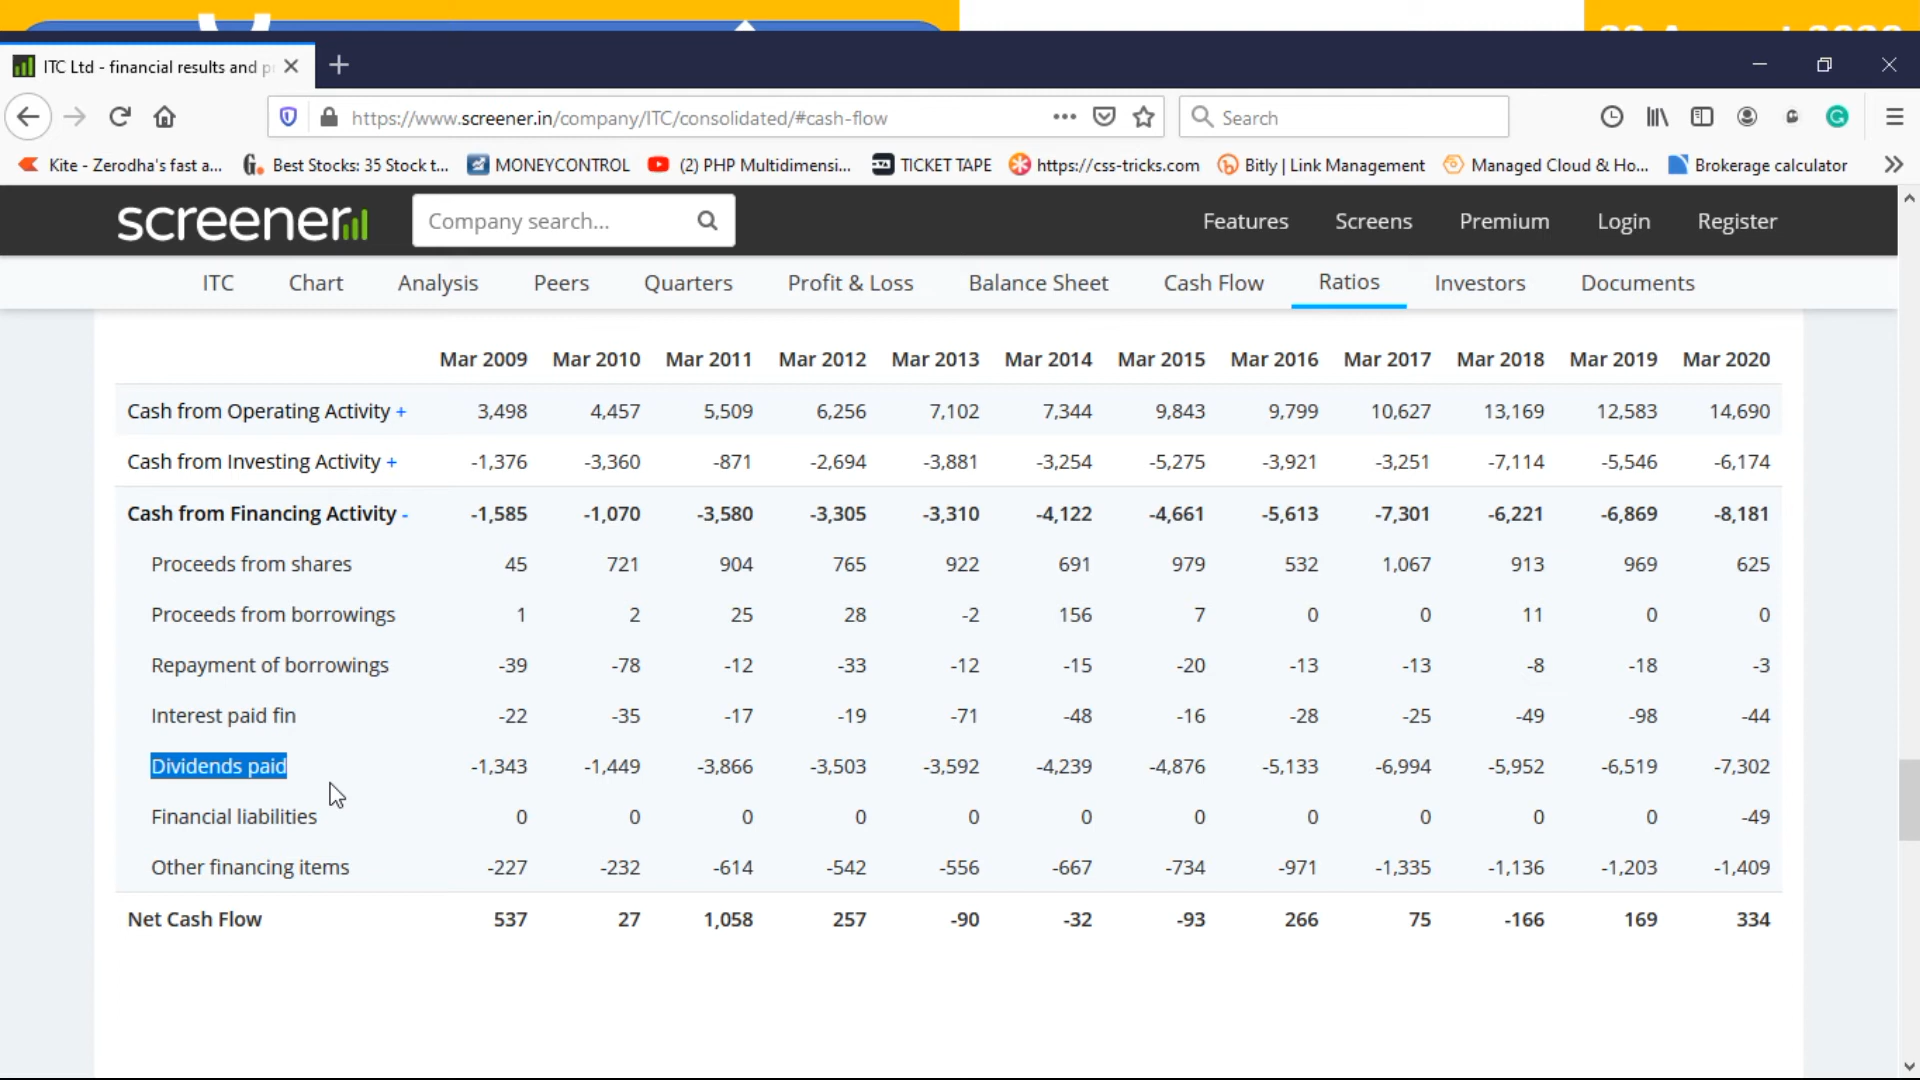 ITC Ltd - financial results and p
https://www.screener.in/company/ITC/consolidated/#cash-flow
Search
Kite - Zerodha's fast a... Best Stocks: 35 Stock t... MONEYCONTROL (2) PHP Multidimensi... TICKET TAPE https://css-tricks.com Bitly | Link Management Managed Cloud & Ho... Brokerage calculator
screener Company search... Features Screens Premium Login Register
ITC Chart Analysis Peers Quarters Profit & Loss Balance Sheet Cash Flow Ratios Investors Documents
Mar 2009 Mar 2010 Mar 2011 Mar 2012 Mar 2013 Mar 2014 Mar 2015 Mar 2016 Mar 2017 Mar 2018 Mar 2019 Mar 2020
Cash from Operating Activity + 3,498 4,457 5,509 6,256 7,102 7,344 9,843 9,799 10,627 13,169 12,583 14,690
Cash from Investing Activity + -1,376 -3,360 -871 -2,694 -3,881 -3,254 -5,275 -3,921 -3,251 -7,114 -5,546 -6,174
Cash from Financing Activity - -1,585 -1,070 -3,580 -3,305 -3,310 -4,122 -4,661 -5,613 -7,301 -6,221 -6,869 -8,181
Proceeds from shares 45 721 904 765 922 691 979 532 1,067 913 969 625
Proceeds from borrowings 1 2 25 28 -2 156 7 0 0 11 0 0
Repayment of borrowings -39 -78 -12 -33 -12 -15 -20 -13 -13 -8 -18 -3
Interest paid fin -22 -35 -17 -19 -71 -48 -16 -28 -25 -49 -98 -44
Dividends paid -1,343 -1,449 -3,866 -3,503 -3,592 -4,239 -4,876 -5,133 -6,994 -5,952 -6,519 -7,302
Financial liabilities 0 0 0 0 0 0 0 0 0 0 0 -49
Other financing items -227 -232 -614 -542 -556 -667 -734 -971 -1,335 -1,136 -1,203 -1,409
Net Cash Flow 537 27 1,058 257 -90 -32 -93 266 75 -166 169 334